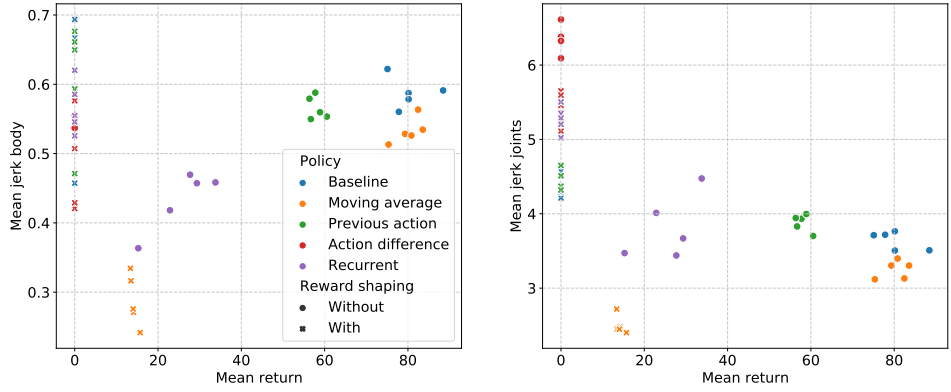 0.7
0.6
0.5
0.4
0.3
Mean jerk body
0
20
40
60
80
Mean return
Policy
Baseline
Moving average
Previous action
Action difference
Recurrent
Reward shaping
Without
With
6
5
4
3
Mean jerk joints
0
20
40
60
80
Mean return